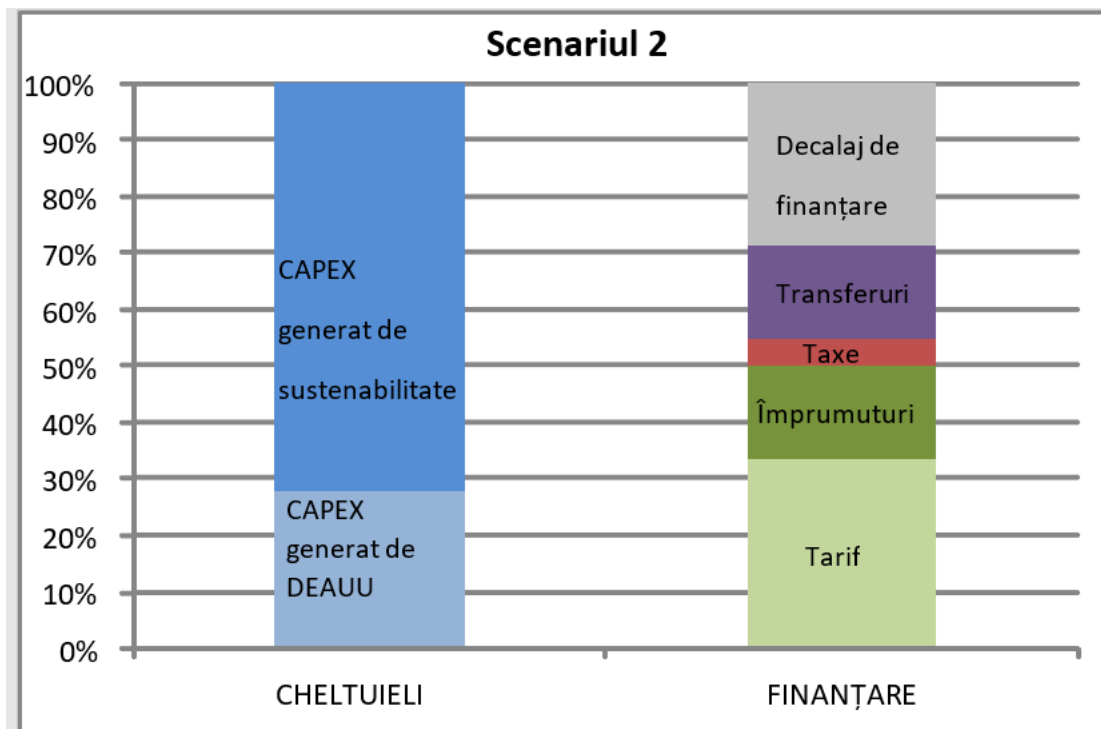 Scenariul 2
100%
90%
80%
70%
60%
50%
40%
30%
20%
10%
0%
CAPEX
generat de
sustenabilitate
CAPEX
generat de
DEAUU
Decalaj de
finanțare
Transferuri
Taxe
Împrumuturi
Tarif
CHELTUIELI
FINANȚARE